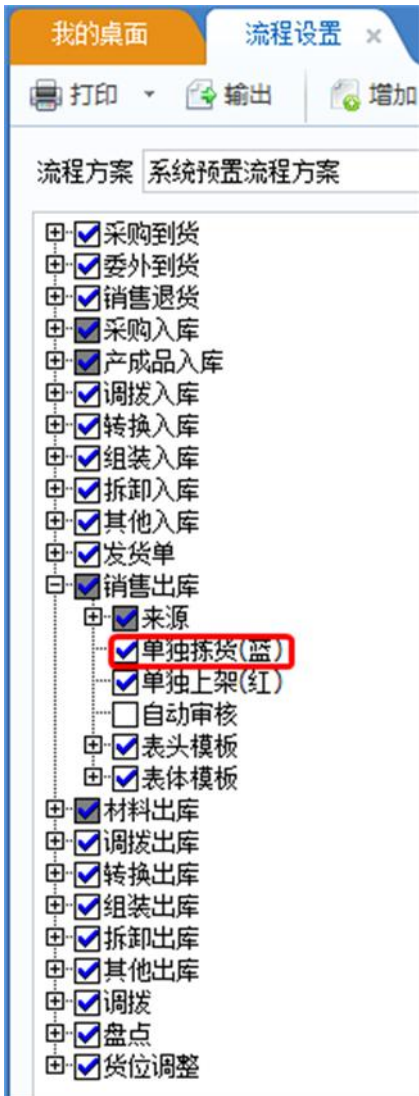 我的桌面 流程设置
打印 输出 增加
流程方案 系统预置流程方案
采购到货
委外到货
销售退货
采购入库
产成品入库
调拨入库
转换入库
组装入库
拆卸入库
其他入库
发货单
销售出库
来源
单独拣货(蓝)
单独上架(红)
自动审核
表头模板
表体模板
材料出库
调拨出库
转换出库
组装出库
拆卸出库
其他出库
调拨
盘点
货位调整